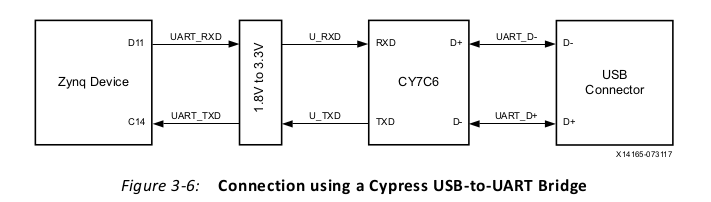 D11 UART_RXD U_RXD RXD D+ UART_D- D-
Zynq Device 1.8V to 3.3V CY7C6 USB
Connector
C14 UART_TXD U_TXD TXD D- UART_D+ D+
X14165-073117
Figure 3-6: Connection using a Cypress USB-to-UART Bridge